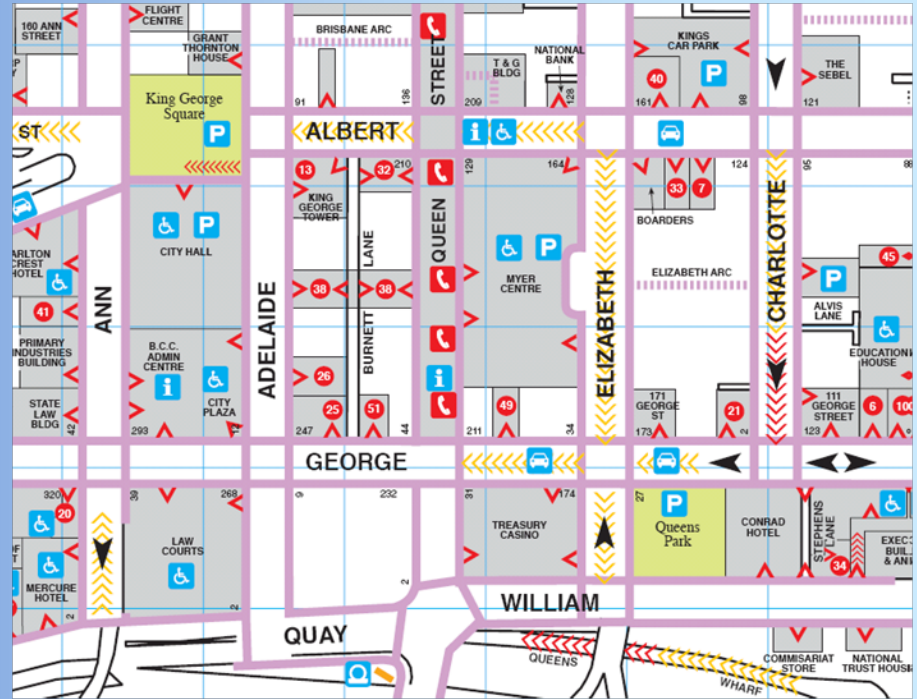 160 ANN
STREET
FLIGHT
CENTRE
GRANT
THORNTON
HOUSE
BRISBANE ARC
91
136
STREET
T & G
BLDG
209
NATIONAL
BANK
128
KINGS
CAR PARK
40
P
161
98
THE
SEBEL
121
King George
Square
P
ST
ALBERT
i
13
32
210
129
164
33
7
124
95
88
KING
GEORGE
TOWER
BOARDERS
CITY HALL
P
LANE
QUEEN
P
MYER
CENTRE
ELIZABETH
ELIZABETH ARC
CHARLOTTE
45
P
ALVIS
LANE
ARLTON
CREST
HOTEL
41
ANN
ADELAIDE
38
38
BURNETT
PRIMARY
INDUSTRIES
BUILDING
B.C.C.
ADMIN
CENTRE
i
CITY
PLAZA
i
EDUCATION
HOUSE
STATE
LAW
BLDG
42
293
26
25
51
247
44
49
211
34
171
GEORGE
ST
173
21
2
111
GEORGE
STREET
123
6
100
GEORGE
320
20
39
268
9
232
31
174
27
P
MERCURE
HOTEL
2
LAW
COURTS
2
2
TREASURY
CASINO
Queens
Park
CONRAD
HOTEL
STEPHENS
LANE
34
EXEC
BUIL
& AN
WILLIAM
QUAY
QUEENS
WHARF
COMMISARIAT
STORE
NATIONAL
TRUST HOUSE